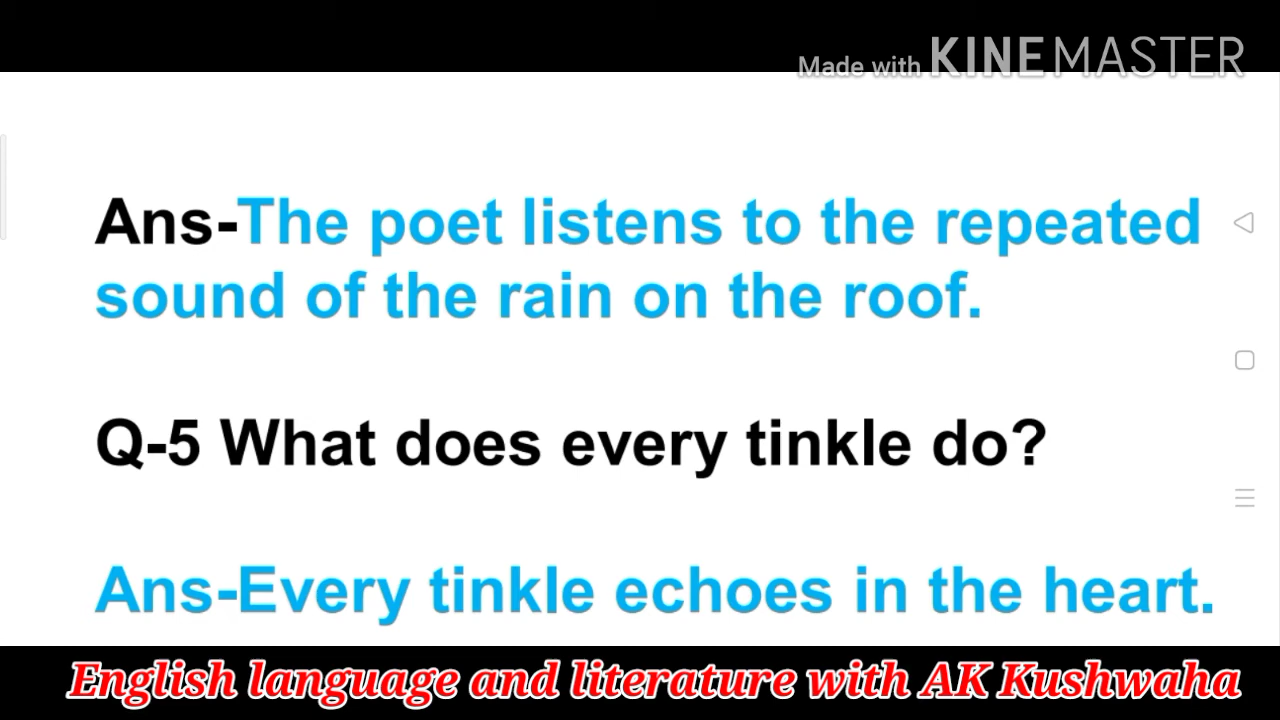 Made with KINEMASTER
Ans-The poet listens to the repeated
sound of the rain on the roof.
Q-5 What does every tinkle do?
Ans-Every tinkle echoes in the heart.
English language and literature with AK Kushwaha